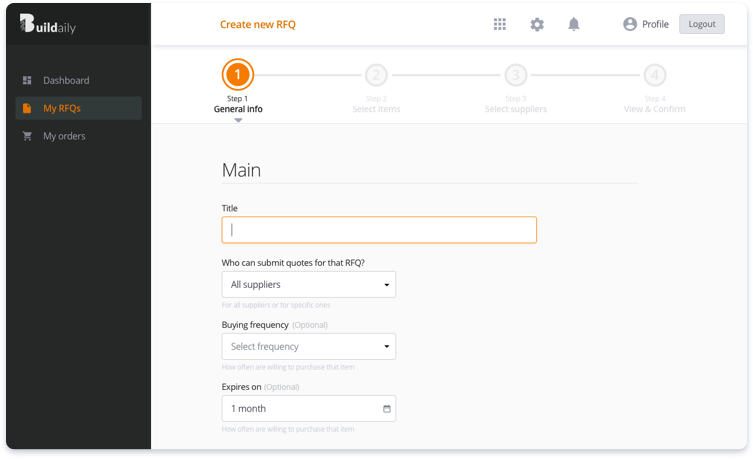 Buildaily
Create new RFQ
Profile
Logout
Dashboard
My RFQs
My orders
1
2
3
4
Step 1
Step 2
Step 3
Step 4
General info
Select items
Select suppliers
View & Confirm
Main
Title
Who can submit quotes for that RFQ?
All suppliers
For all suppliers or for specific ones
Buying frequency (Optional)
Select frequency
How often are willing to purchase that item
Expires on (Optional)
1 month
How often are willing to purchase that item